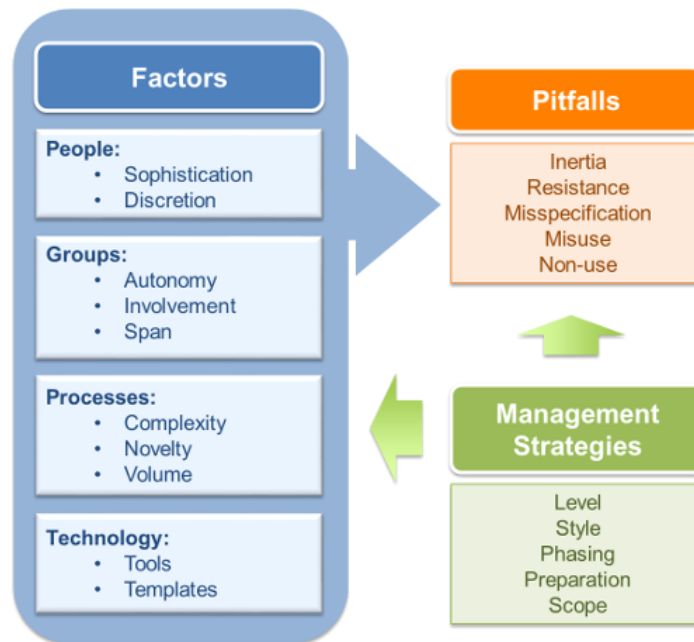 Factors
People:
• Sophistication
• Discretion
Groups:
• Autonomy
• Involvement
• Span
Processes:
• Complexity
• Novelty
• Volume
Technology:
• Tools
• Templates
Pitfalls
Inertia
Resistance
Misspecification
Misuse
Non-use
Management
Strategies
Level
Style
Phasing
Preparation
Scope